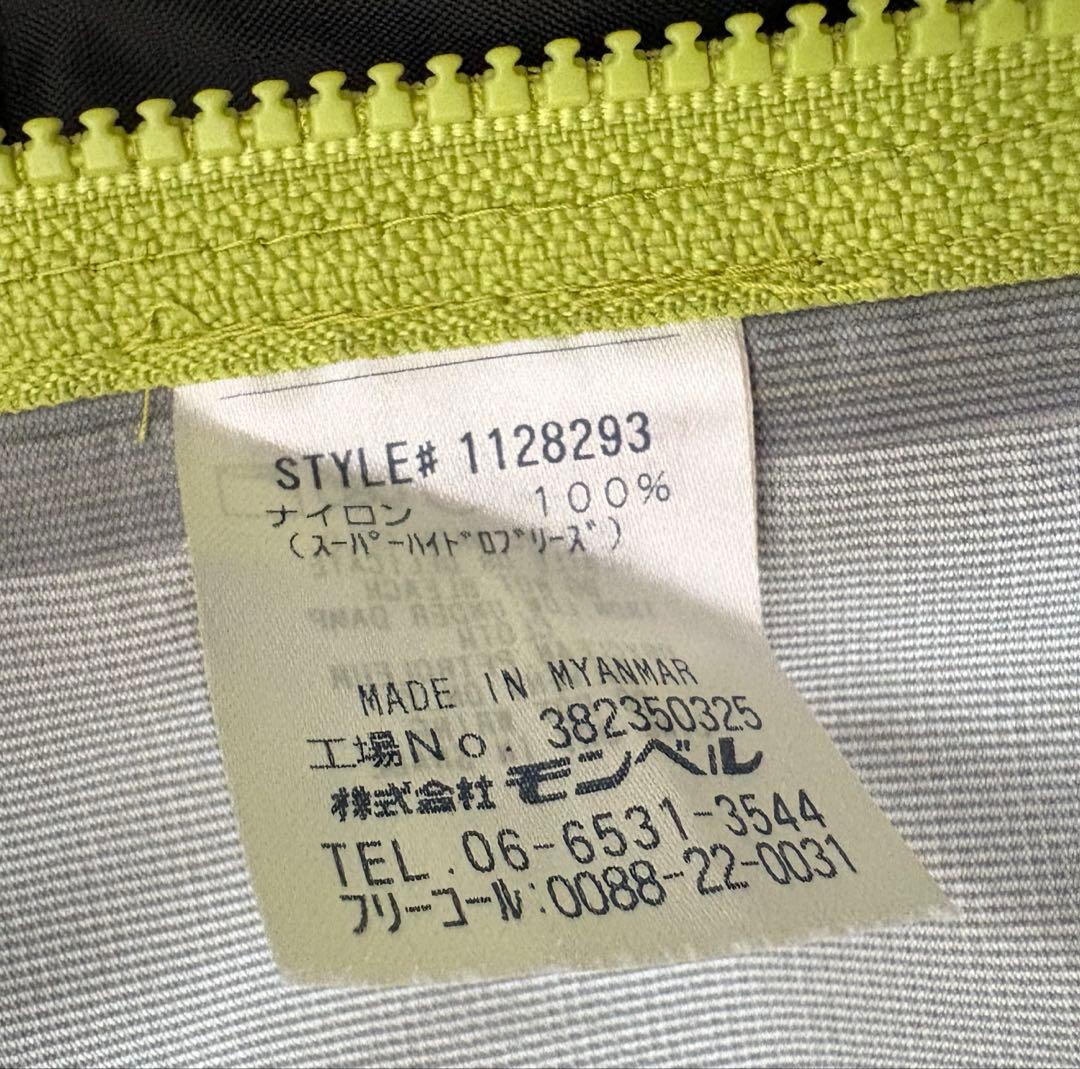 STYLE# 1128293
ナイロン 100%
(スーパーハイドロブリーズ)
MADE IN MYANMAR
工場No. 382350325
株式会社 モンベル
TEL.06-6531-3544
フリーコール:0088-22-0031